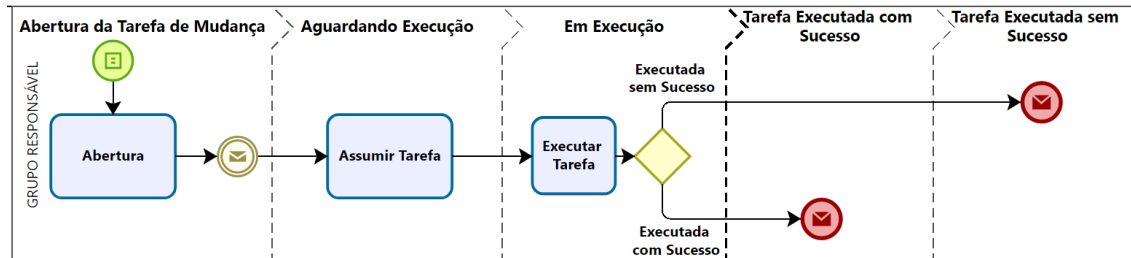 Abertura da Tarefa de Mudança
Aguardando Execução
Em Execução
Tarefa Executada com
Sucesso
Tarefa Executada sem
Sucesso
GRUPO RESPONSÁVEL
Abertura
Assumir Tarefa
Executar
Tarefa
Executada
sem Sucesso
Executada
com Sucesso